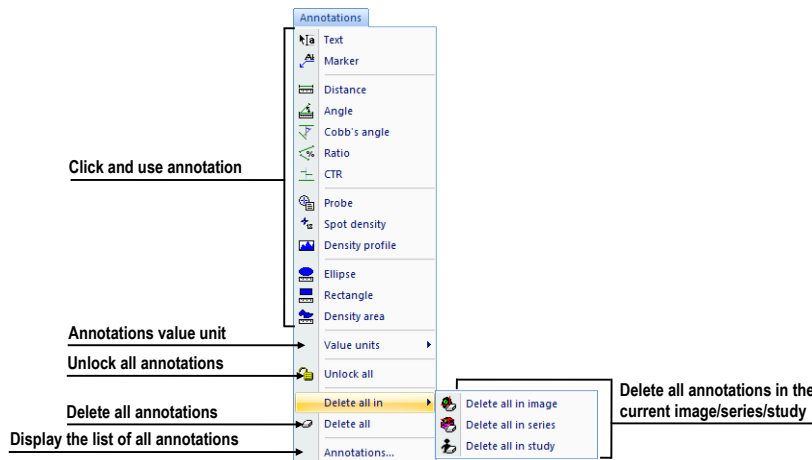 Annotations
Text
Marker
Distance
Angle
Cobb's angle
Ratio
CTR
Probe
Spot density
Density profile
Ellipse
Rectangle
Density area
Value units
Unlock all
Delete all in
Delete all
Annotations...
Delete all in image
Delete all in series
Delete all in study
Click and use annotation
Annotations value unit
Unlock all annotations
Delete all annotations
Display the list of all annotations
Delete all annotations in the
current image/series/study